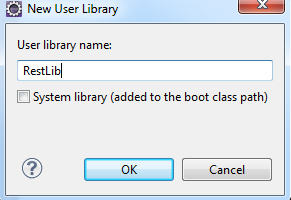 New User Library
User library name:
RestLib
System library (added to the boot class path)
?
OK
Cancel